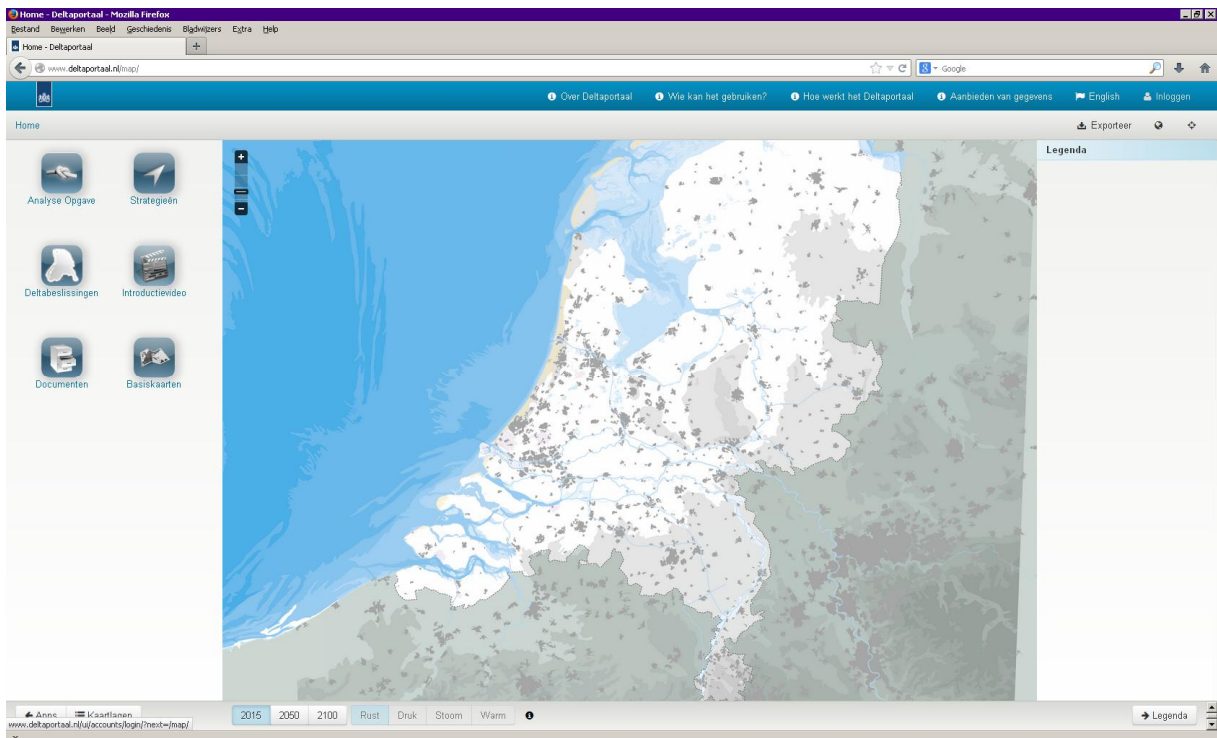 Home - Deltaportaal - Mozilla Firefox
Bestand Bewerken Beeld Geschiedenis Bladwijzers Extra Help
Home - Deltaportaal
www.deltaportaal.nl/map/
Google
Over Deltaportaal Wie kan het gebruiken? Hoe werkt het Deltaportaal Aanbieden van gegevens English Inloggen
Home Exporteer
Legenda
Analyse Opgave Strategieën
Deltabeslissingen Introductievideo
Documenten Basiskaarten
Apps Kaartlagen 2015 2050 2100 Rust Druk Stoom Warm Legenda
www.deltaportaal.nl/ui/accounts/login/?next=/map/